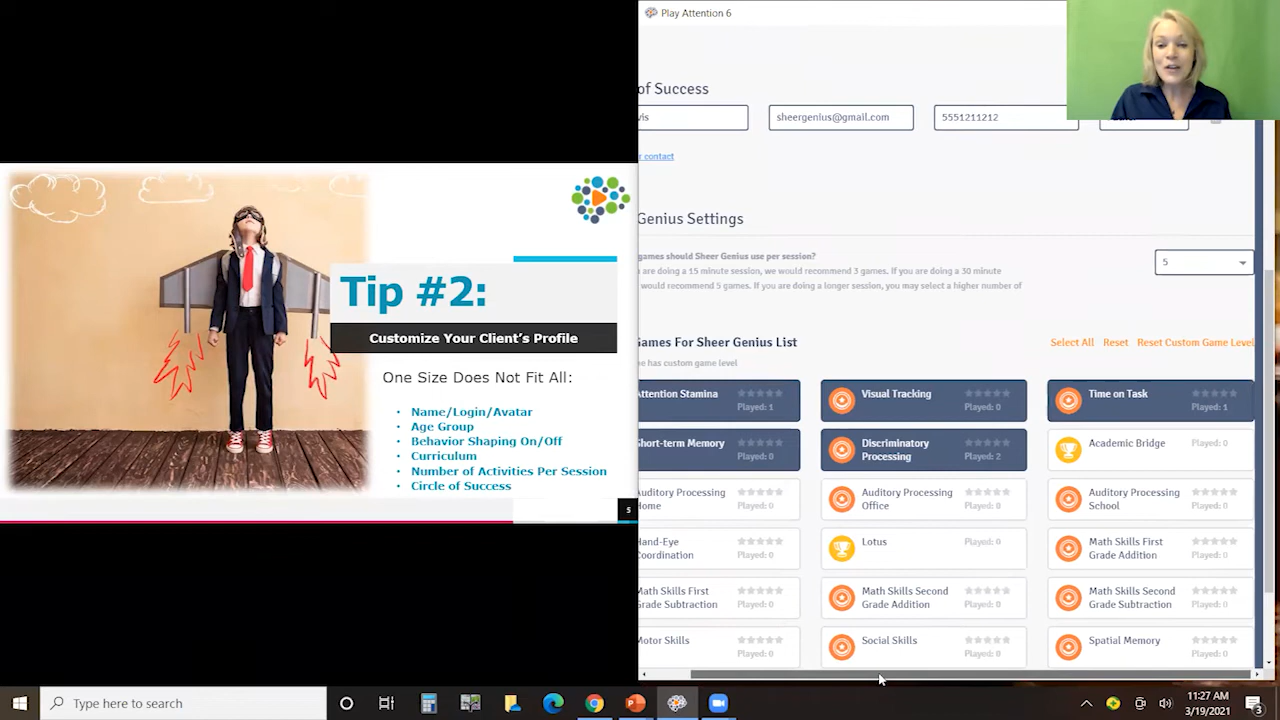 Play Attention 6
of Success
vis
sheergenius@gmail.com
5551211212
r contact
Genius Settings
games should Sheer Genius use per session?
are doing a 15 minute session, we would recommend 3 games. If you are doing a 30 minute
would recommend 5 games. If you are doing a longer session, you may select a higher number of
5
Games For Sheer Genius List
Select All
Reset
Reset Custom Game Level
e has custom game level
Attention Stamina
Played: 1
Visual Tracking
Played: 0
Time on Task
Played: 1
Short-term Memory
Played: 0
Discriminatory
Processing
Played: 2
Academic Bridge
Played: 0
Auditory Processing
Home
Played: 0
Auditory Processing
Office
Played: 0
Auditory Processing
School
Played: 0
Hand-Eye
Coordination
Played: 0
Lotus
Played: 0
Math Skills First
Grade Addition
Played: 0
Math Skills First
Grade Subtraction
Played: 0
Math Skills Second
Grade Addition
Played: 0
Math Skills Second
Grade Subtraction
Played: 0
Motor Skills
Played: 0
Social Skills
Played: 0
Spatial Memory
Played: 0
Tip #2:
Customize Your Client's Profile
One Size Does Not Fit All:
• Name/Login/Avatar
• Age Group
• Behavior Shaping On/Off
• Curriculum
• Number of Activities Per Session
• Circle of Success
5
Type here to search
11:27 AM
3/19/2021
3